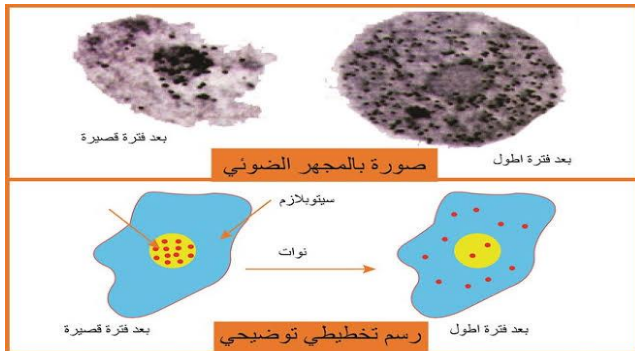 بعد فترة قصيرة
بعد فترة اطول
صورة بالمجهر الضوئي
سيتوبلازم
نوات
بعد فترة قصيرة
بعد فترة اطول
رسم تخطيطي توضيحي